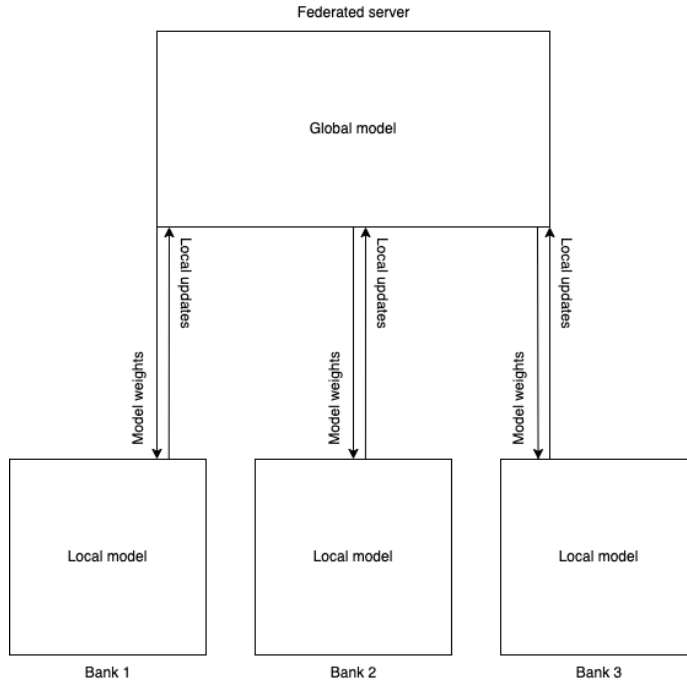 Federated server
Global model
Local updates
Local updates
Local updates
Model weights
Model weights
Model weights
Local model
Local model
Local model
Bank 1
Bank 2
Bank 3